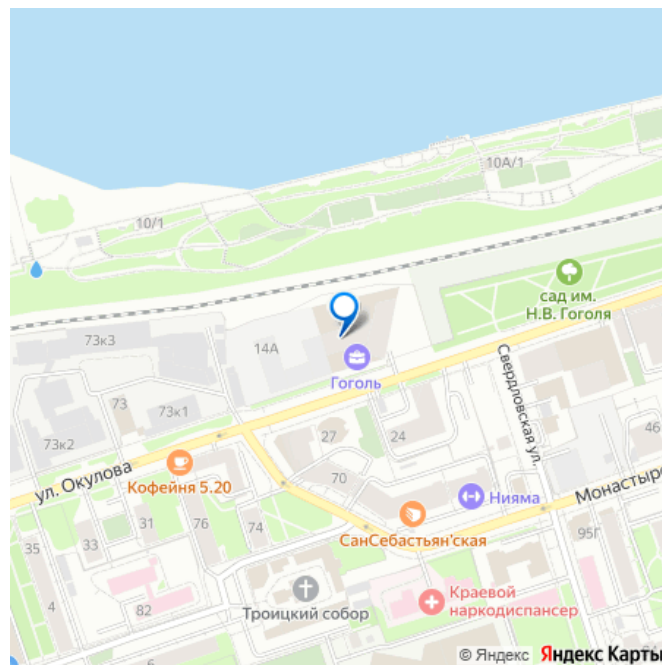 10А/1
10/1
сад им.
Н.В. Гоголя
73к3
14А
Гоголь
Свердловская ул.
73
73к1
73к2
27
24
46
ул. Окулова
Кофейня 5.20
70
Нияма
Монастыр
СанСебастьян'ская
31
76
74
95Г
35
33
4
82
Троицкий собор
Краевой
наркодиспансер
6
© Яндекс Яндекс Карты